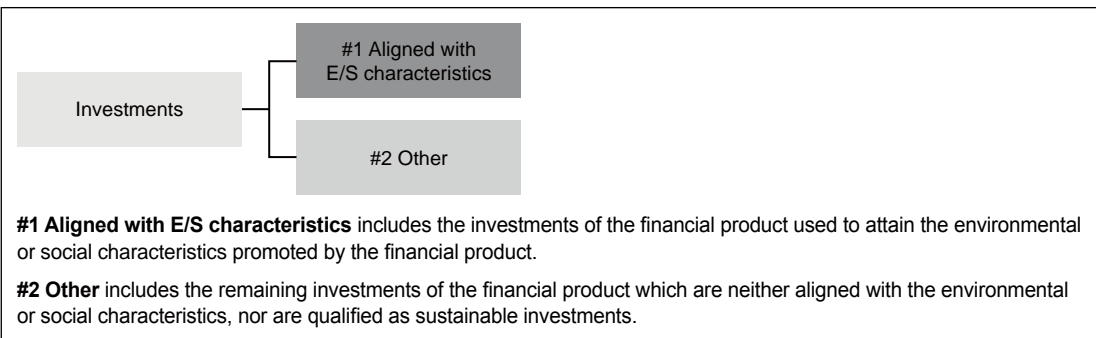 #1 Aligned with
E/S characteristics
Investments
#2 Other
#1 Aligned with E/S characteristics includes the investments of the financial product used to attain the environmental
or social characteristics promoted by the financial product.
#2 Other includes the remaining investments of the financial product which are neither aligned with the environmental
or social characteristics, nor are qualified as sustainable investments.